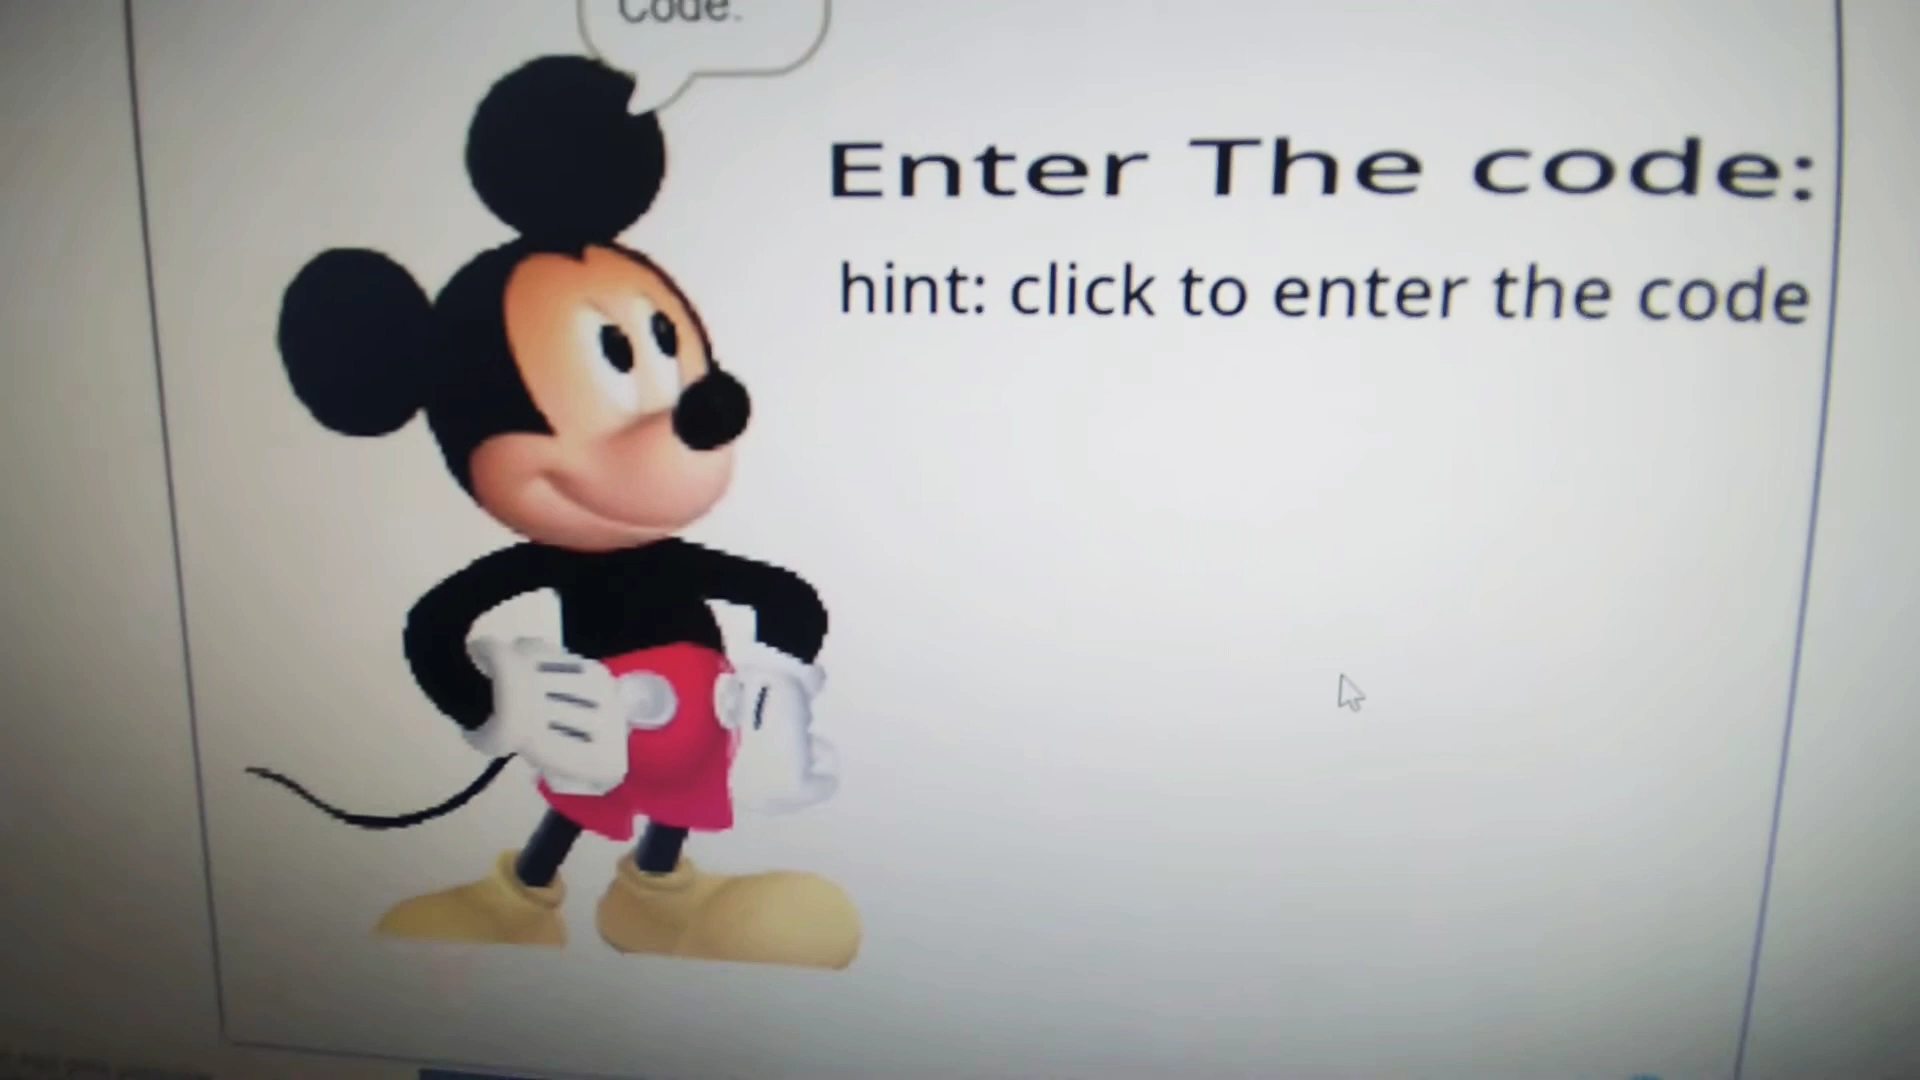 Code.
Enter The code:
hint: click to enter the code